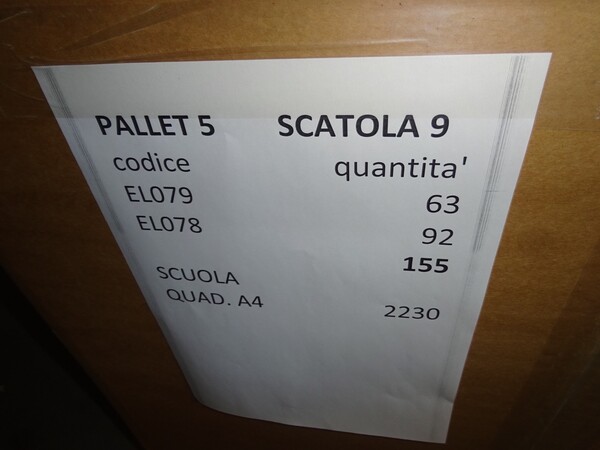 PALLET 5 SCATOLA 9
codice quantita'
EL079 63
EL078 92
155
SCUOLA
QUAD. A4 2230